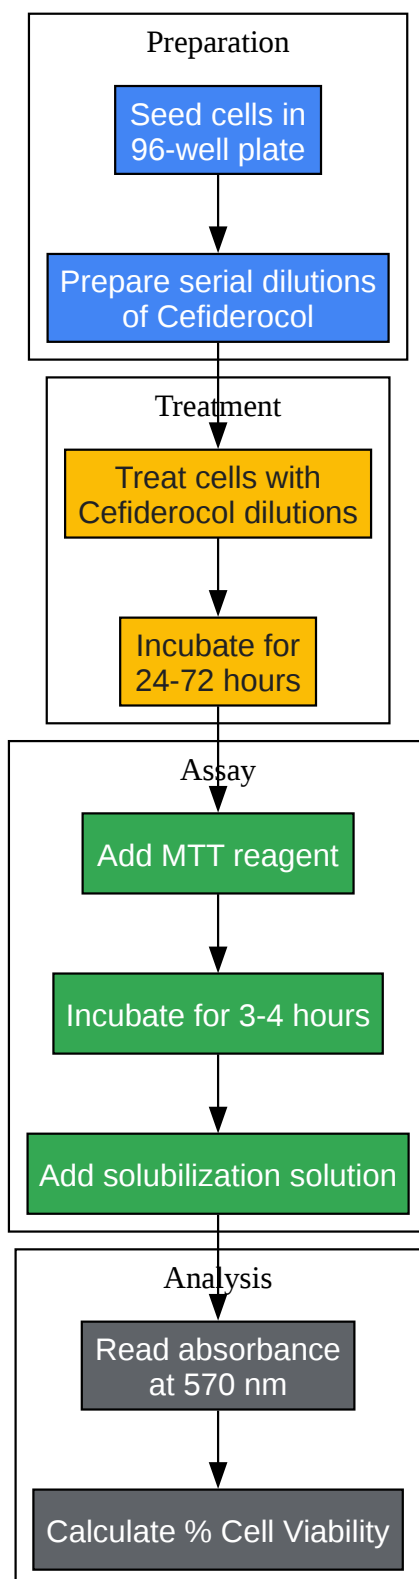 Preparation
Seed cells in
96-well plate
Prepare serial dilutions
of Cefiderocol
Treatment
Treat cells with
Cefiderocol dilutions
Incubate for
24-72 hours
Assay
Add MTT reagent
Incubate for 3-4 hours
Add solubilization solution
Analysis
Read absorbance
at 570 nm
Calculate % Cell Viability